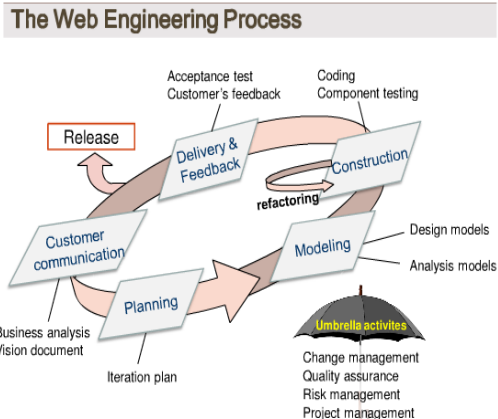 The Web Engineering Process
Acceptance test
Customer's feedback
Coding
Component testing
Release
Delivery &
Feedback
Construction
refactoring
Customer
communication
Modeling
Design models
Analysis models
Planning
Business analysis
Vision document
Iteration plan
Umbrella activites
Change management
Quality assurance
Risk management
Project management